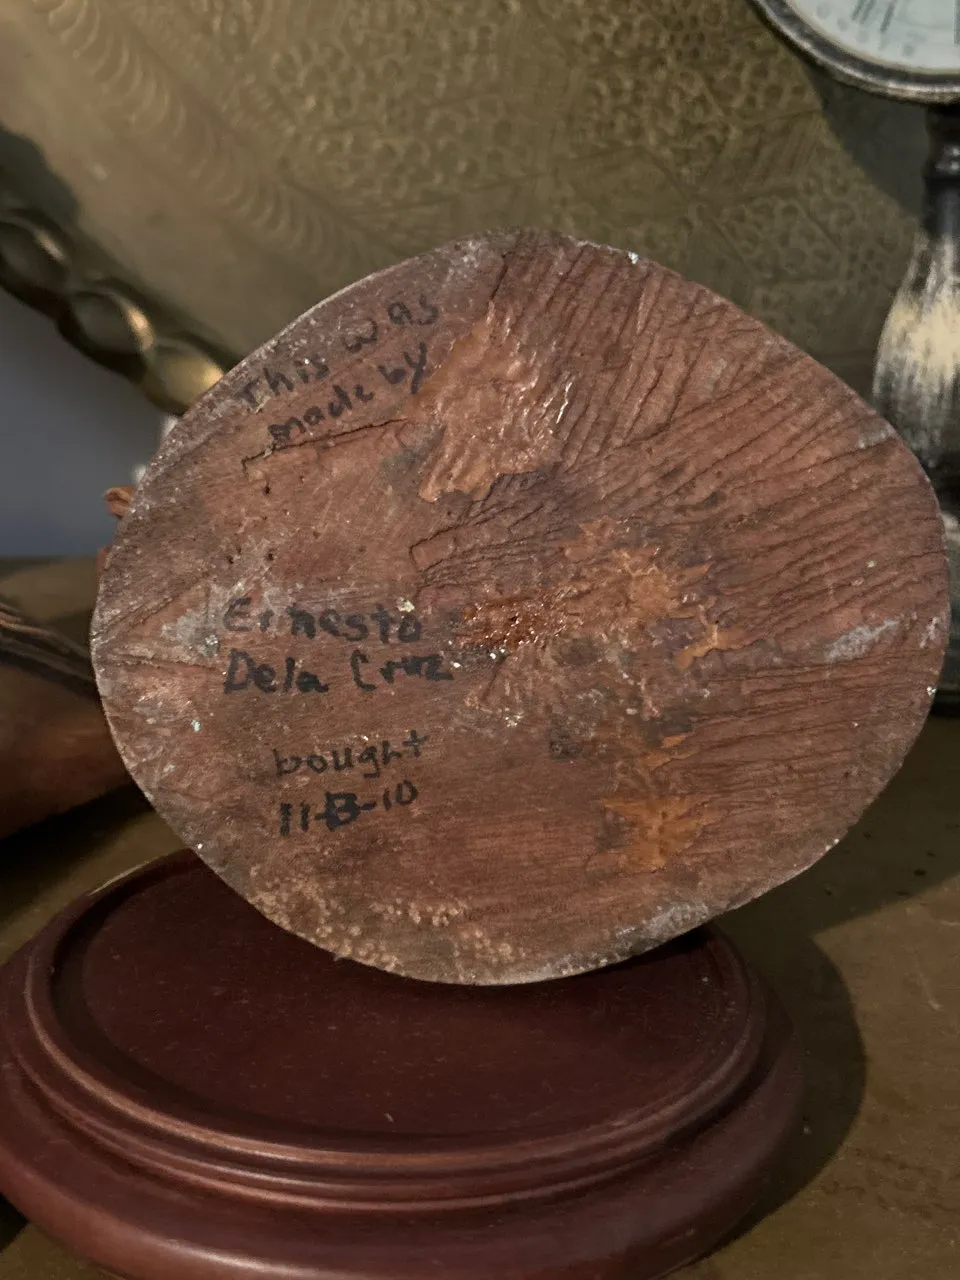 This was
made by
Ernesto
Dela Cruz
bought
11-13-10